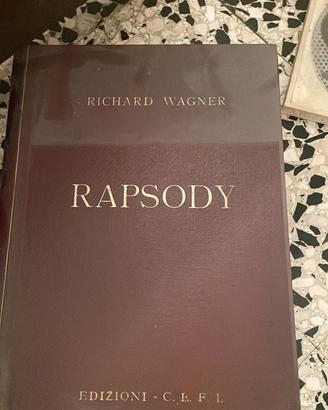 RICHARD WAGNER
RAPSODY
EDIZIONI - C. E. F. I.